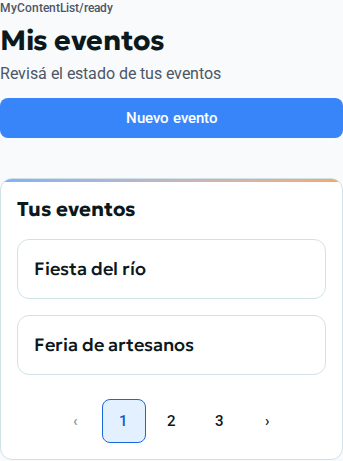 MyContentList/ready
Mis eventos
Revisá el estado de tus eventos
Nuevo evento
Tus eventos
Fiesta del río
Feria de artesanos
‹ 1 2 3 ›